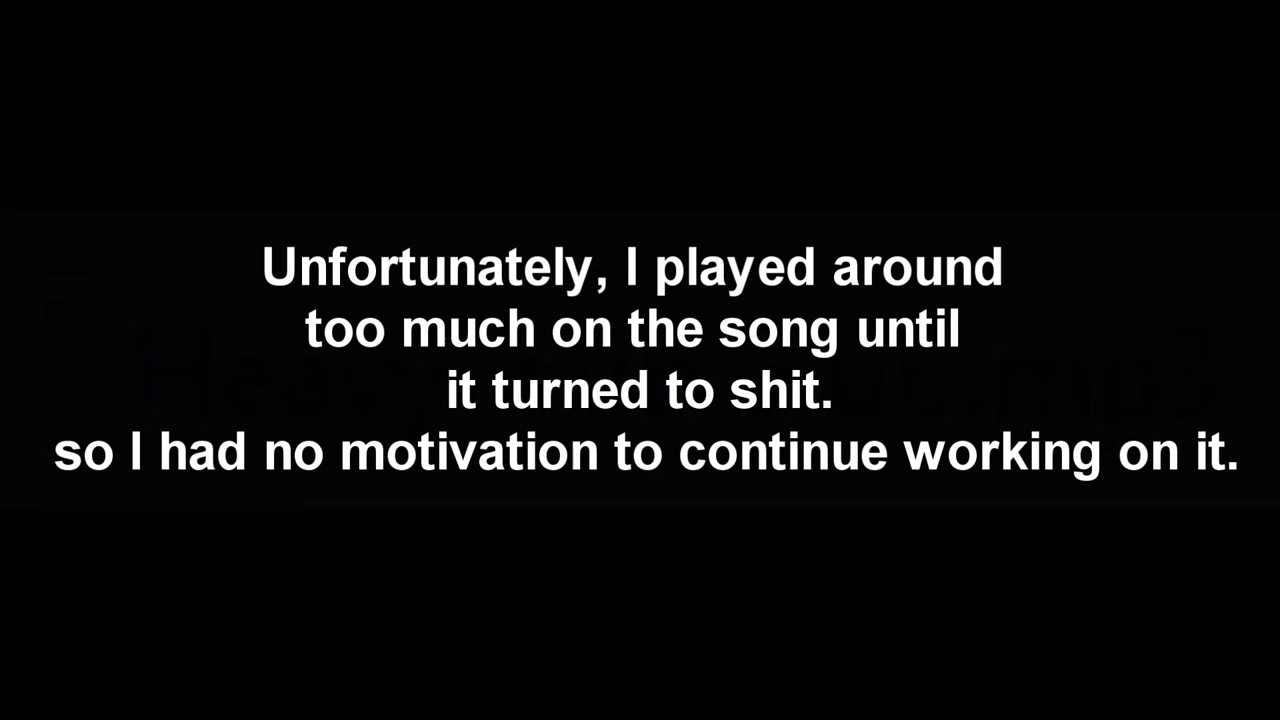 Unfortunately, I played around
too much on the song until
it turned to shit.
so I had no motivation to continue working on it.